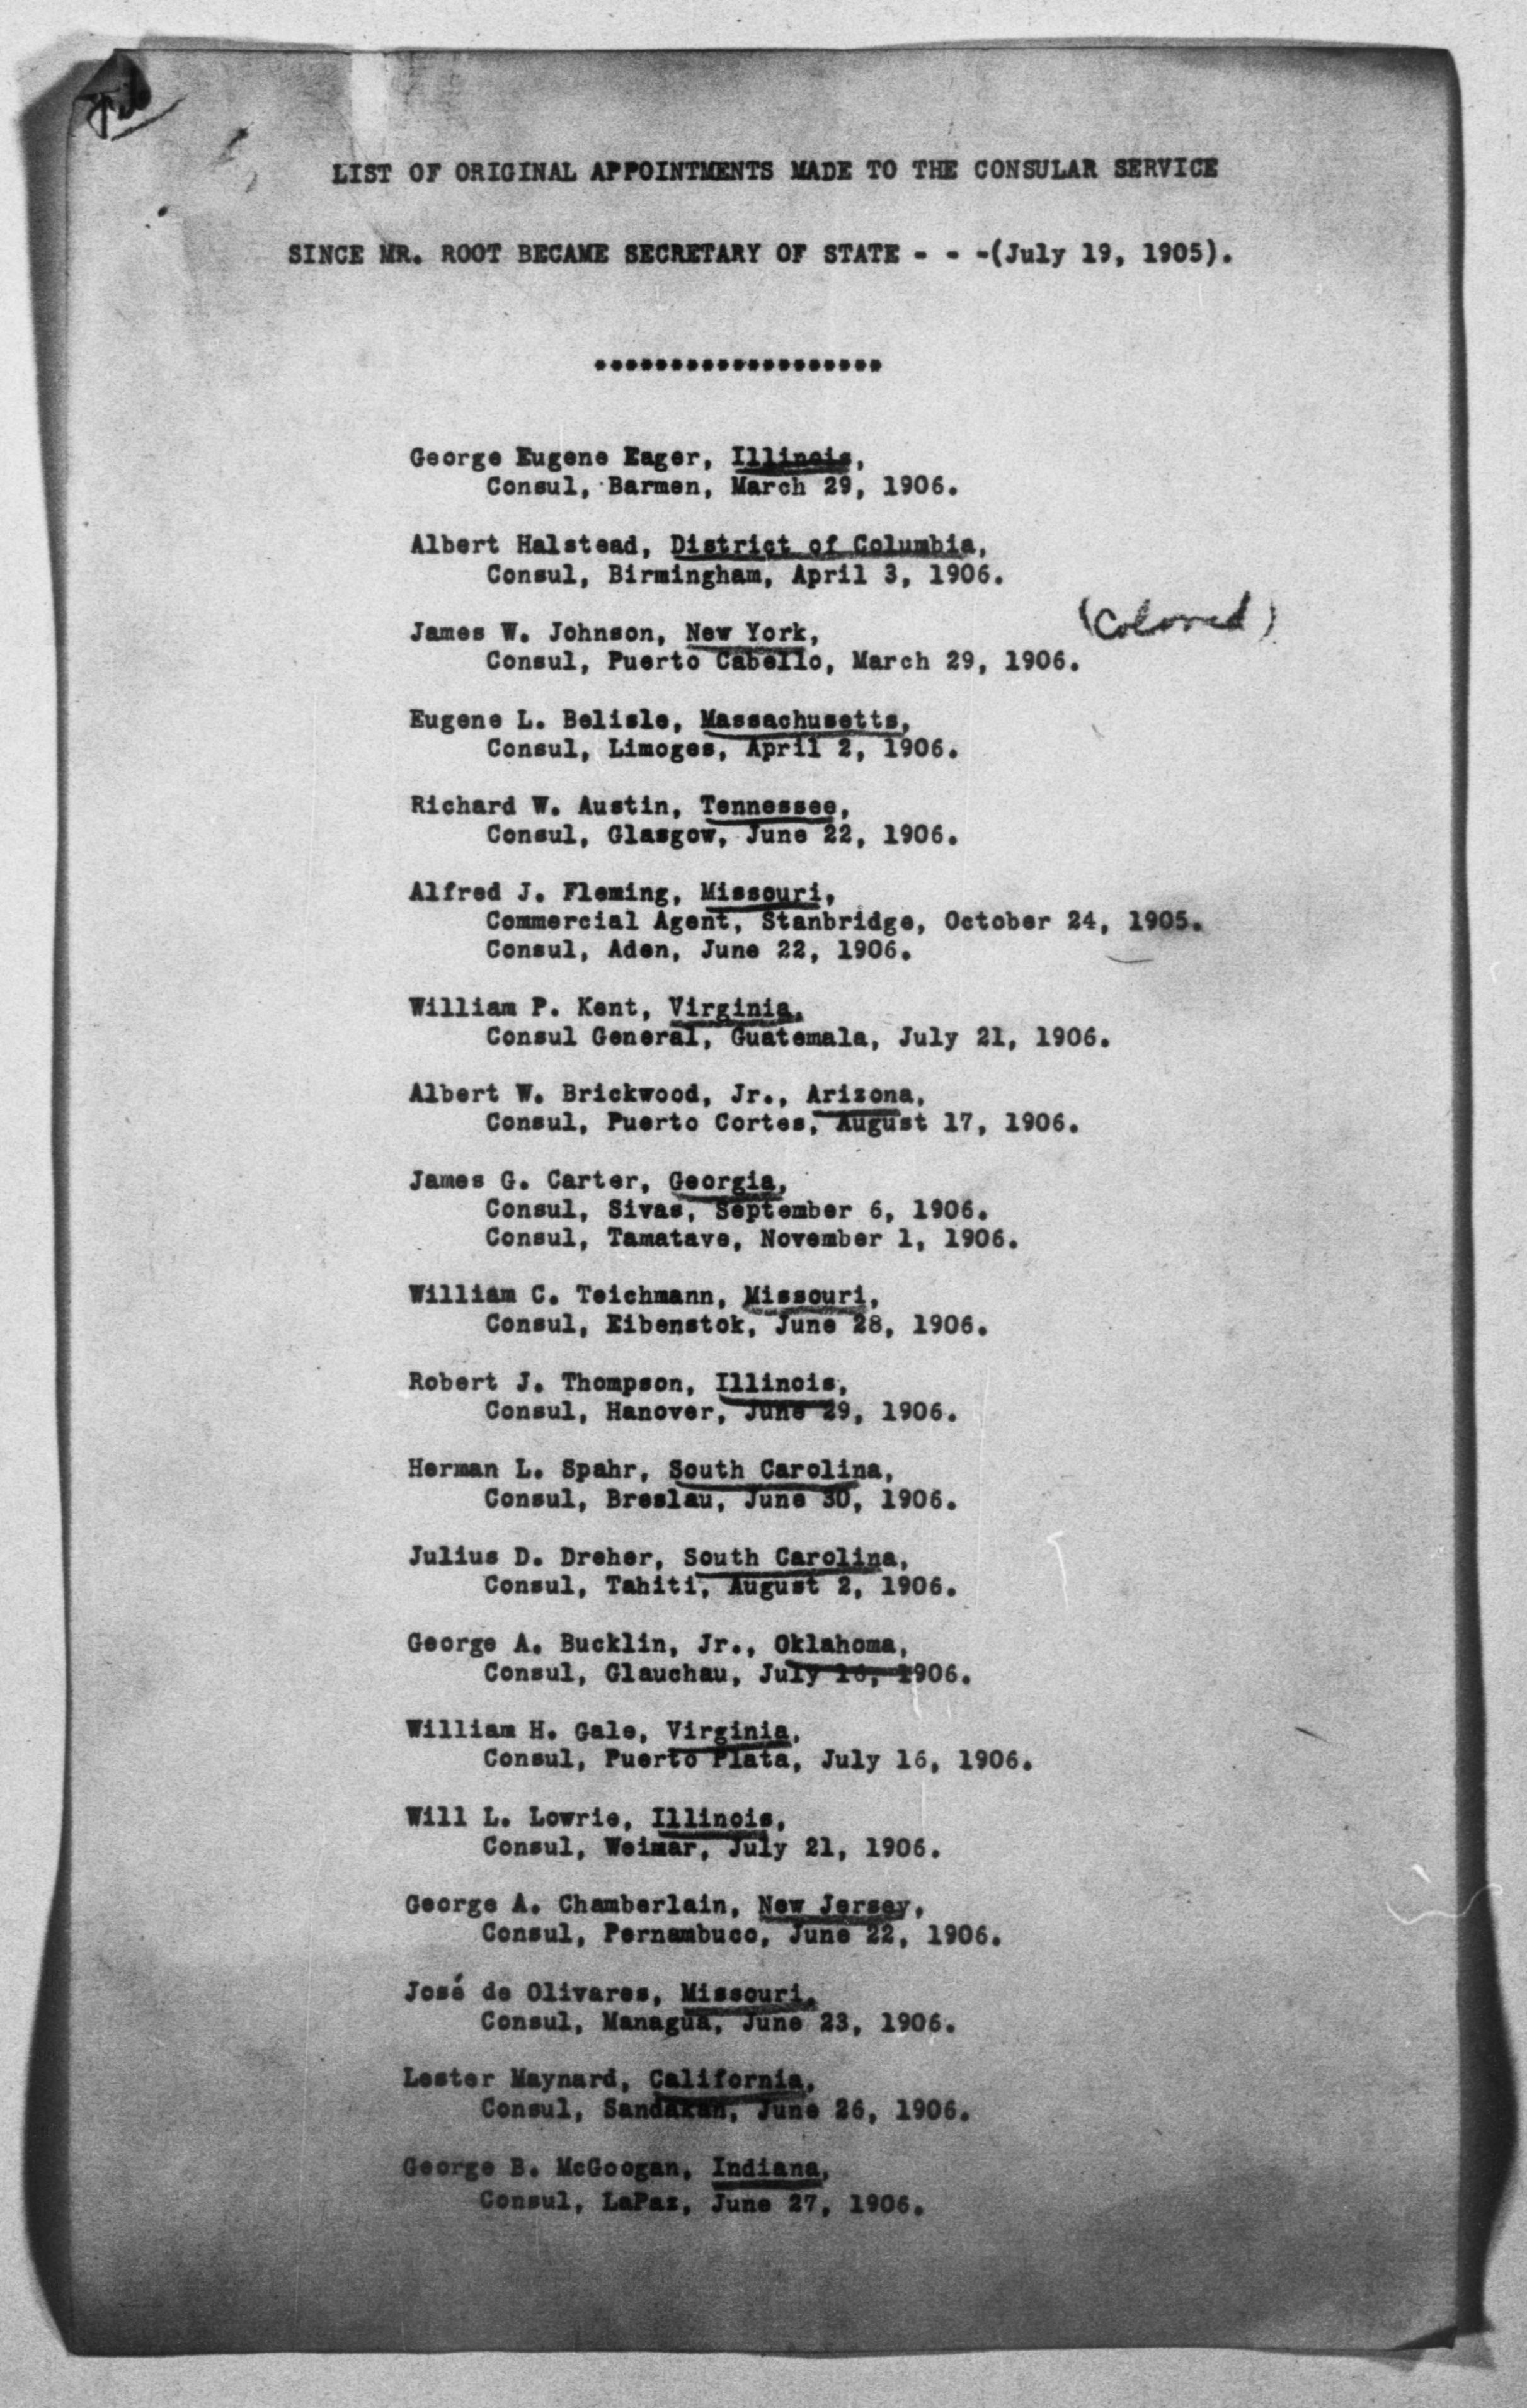 LIST OF ORIGINAL APPOINTMENTS MADE TO THE CONSULAR SERVICE
SINCE MR. ROOT BECAME SECRETARY OF STATE - - -(July 19, 1905).
*******************
George Eugene Eager, Illinois,
Consul, Barmen, March 29, 1906.
Albert Halstead, District of Columbia,
Consul, Birmingham, April 3, 1906.
(Colored)
James W. Johnson, New York,
Consul, Puerto Cabello, March 29, 1906.
Eugene L. Belisle, Massachusetts,
Consul, Limoges, April 2, 1906.
Richard W. Austin, Tennessee,
Consul, Glasgow, June 22, 1906.
Alfred J. Fleming, Missouri,
Commercial Agent, Stanbridge, October 24, 1905.
Consul, Aden, June 22, 1906.
William P. Kent, Virginia,
Consul General, Guatemala, July 21, 1906.
Albert W. Brickwood, Jr., Arizona,
Consul, Puerto Cortes, August 17, 1906.
James G. Carter, Georgia,
Consul, Sivas, September 6, 1906.
Consul, Tamatave, November 1, 1906.
William C. Teichmann, Missouri,
Consul, Eibenstok, June 28, 1906.
Robert J. Thompson, Illinois,
Consul, Hanover, June 29, 1906.
Herman L. Spahr, South Carolina,
Consul, Breslau, June 30, 1906.
Julius D. Dreher, South Carolina,
Consul, Tahiti, August 2, 1906.
George A. Bucklin, Jr., Oklahoma,
Consul, Glauchau, July 16, 1906.
William H. Gale, Virginia,
Consul, Puerto Plata, July 16, 1906.
Will L. Lowrie, Illinois,
Consul, Weimar, July 21, 1906.
George A. Chamberlain, New Jersey,
Consul, Pernambuco, June 22, 1906.
José de Olivares, Missouri,
Consul, Managua, June 23, 1906.
Lester Maynard, California,
Consul, Sandakan, June 26, 1906.
George B. McGoogan, Indiana,
Consul, LaPaz, June 27, 1906.